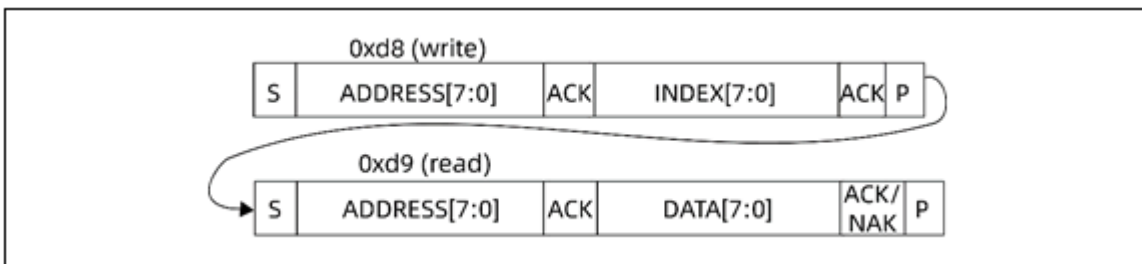 0xd8 (write)
S ADDRESS[7:0] ACK INDEX[7:0] ACK P
0xd9 (read)
S ADDRESS[7:0] ACK DATA[7:0] ACK/
NAK P